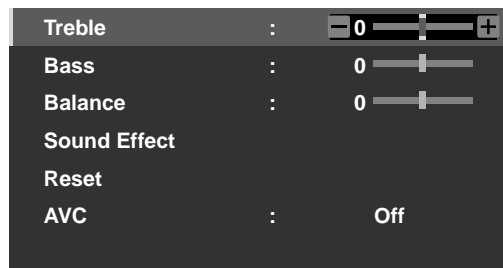 Treble : − 0 +
Bass : 0
Balance : 0
Sound Effect
Reset
AVC : Off